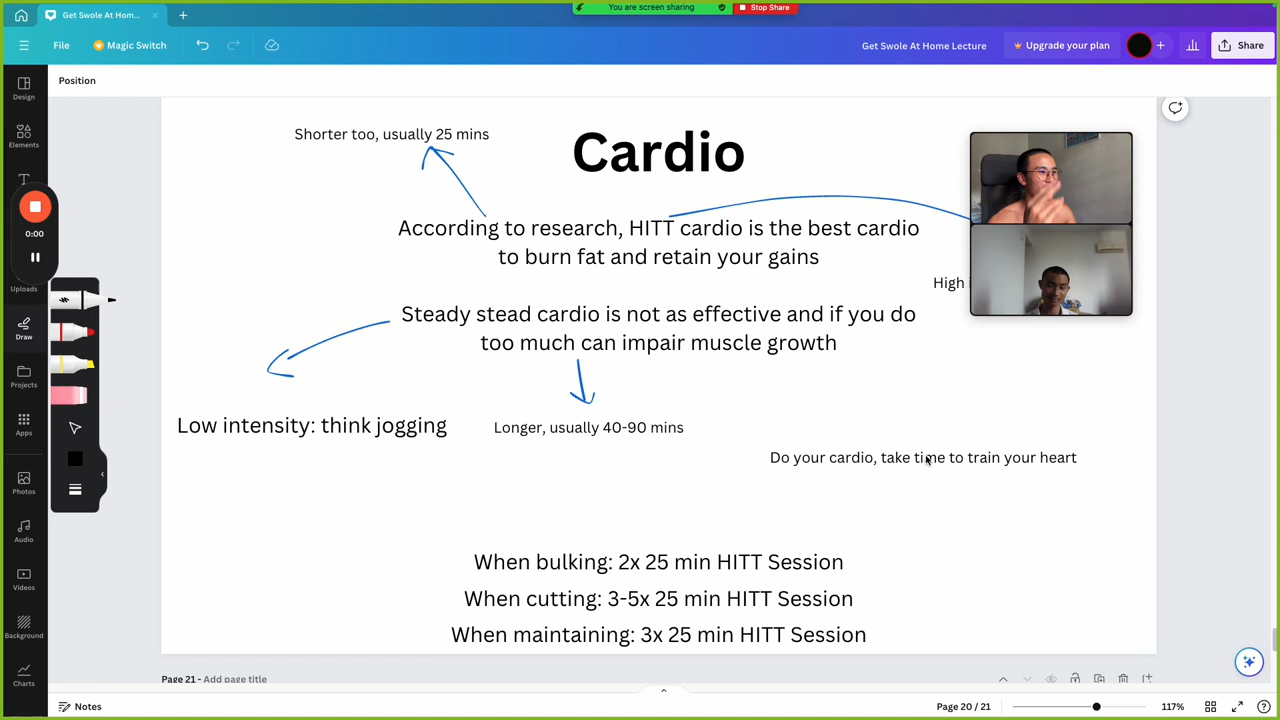 Get Swole At Home...
You are screen sharing
Stop Share
File
Magic Switch
Get Swole At Home Lecture
Upgrade your plan
Share
Position
Design
Elements
0:00
Uploads
Draw
Projects
Apps
Photos
Audio
Videos
Background
Charts
Shorter too, usually 25 mins
Cardio
According to research, HITT cardio is the best cardio
to burn fat and retain your gains
High
Steady stead cardio is not as effective and if you do
too much can impair muscle growth
Low intensity: think jogging
Longer, usually 40-90 mins
Do your cardio, take time to train your heart
When bulking: 2x 25 min HITT Session
When cutting: 3-5x 25 min HITT Session
When maintaining: 3x 25 min HITT Session
Page 21 - Add page title
Notes
Page 20 / 21
117%